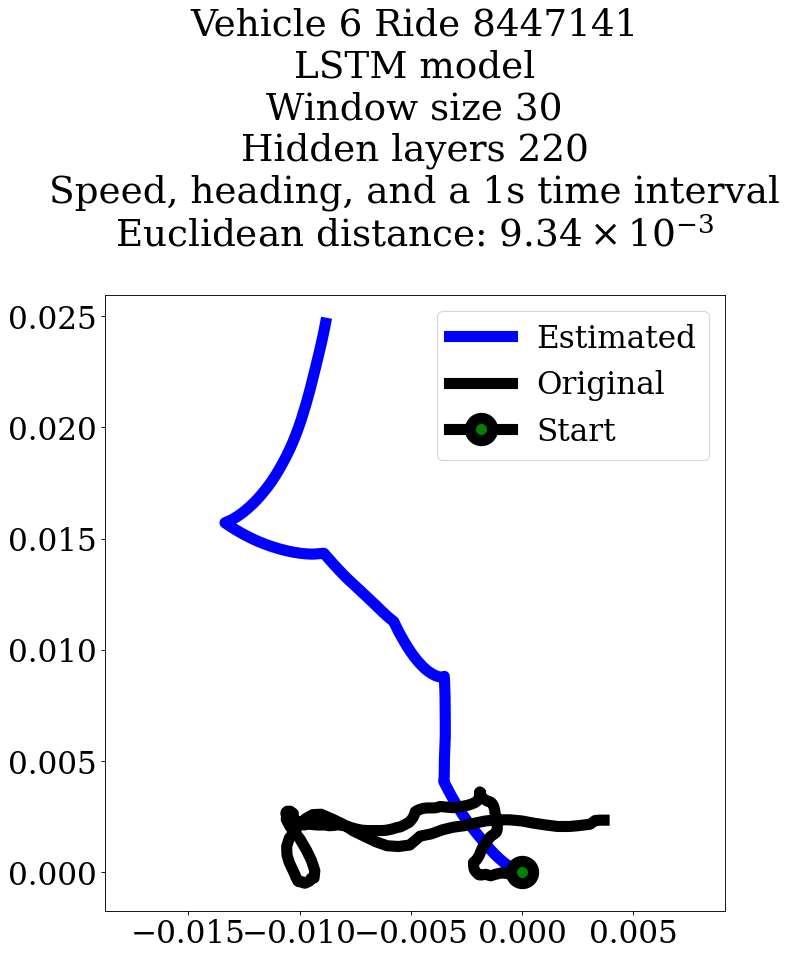 Vehicle 6 Ride 8447141
LSTM model
Window size 30
Hidden layers 220
Speed, heading, and a 1s time interval
Euclidean distance: 9.34 × 10⁻³
Estimated
Original
Start
0.025
0.020
0.015
0.010
0.005
0.000
−0.015 −0.010 −0.005 0.000 0.005